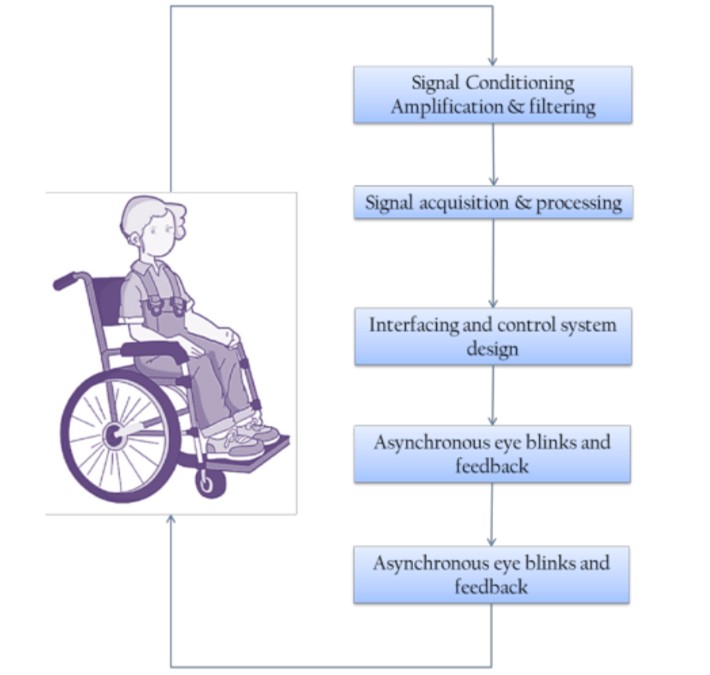 Signal Conditioning
Amplification & filtering
Signal acquisition & processing
Interfacing and control system
design
Asynchronous eye blinks and
feedback
Asynchronous eye blinks and
feedback